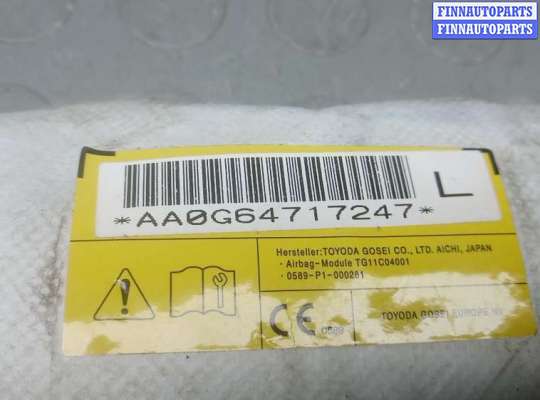 FINNAUTOPARTS
FINNAUTOPARTS
L
*AA0G64717247*
Hersteller:TOYODA GOSEI CO., LTD. AICHI, JAPAN
· Airbag-Module TG11C04001
· 0589-P1-000261
CE
0589
TOYODA GOSEI EUROPE NV